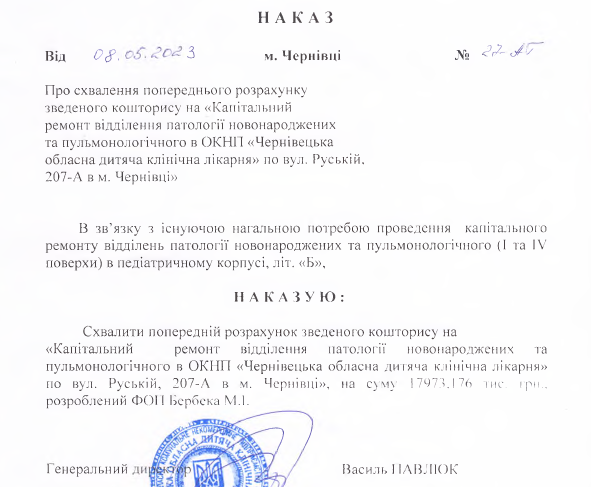 Н А К А З
Від 08.05.2023 м. Чернівці № 27-АГ
Про схвалення попереднього розрахунку
зведеного кошторису на «Капітальний
ремонт відділення патології новонароджених
та пульмонологічного в ОКНП «Чернівецька
обласна дитяча клінічна лікарня» по вул. Руській,
207-А в м. Чернівці»
В зв’язку з існуючою нагальною потребою проведення капітального
ремонту відділень патології новонароджених та пульмонологічного (І та ІV
поверхи) в педіатричному корпусі, літ. «Б»,
Н А К А З У Ю :
Схвалити попередній розрахунок зведеного кошторису на
«Капітальний ремонт відділення патології новонароджених та
пульмонологічного в ОКНП «Чернівецька обласна дитяча клінічна лікарня»
по вул. Руській, 207-А в м. Чернівці», на суму 17973,176 тис. грн.,
розроблений ФОП Бербека М.І.
Генеральний директор Василь ПАВЛЮК